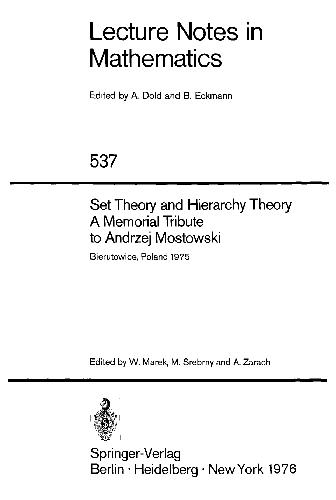 Lecture Notes in
Mathematics
Edited by A. Dold and B. Eckmann
537
Set Theory and Hierarchy Theory
A Memorial Tribute
to Andrzej Mostowski
Bierutowice, Poland 1975
Edited by W. Marek, M. Srebrny and A. Zarach
Springer-Verlag
Berlin · Heidelberg · New York 1976